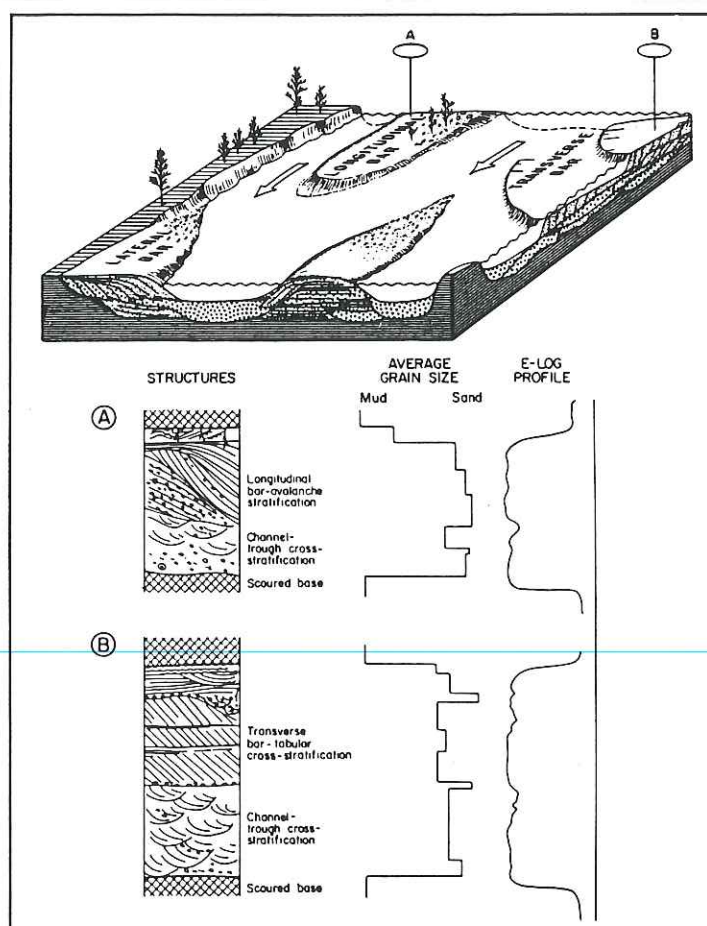 A
B
LONGITUDINAL
BAR
TRANSVERSE
BAR
LATERAL
BAR
STRUCTURES
AVERAGE
GRAIN SIZE
E-LOG
PROFILE
Mud
Sand
A
Longitudinal
bar-avalanche
stratification
Channel-
trough cross-
stratification
Scoured base
B
Transverse
bar-tabular
cross-stratification
Channel-
trough cross-
stratification
Scoured base